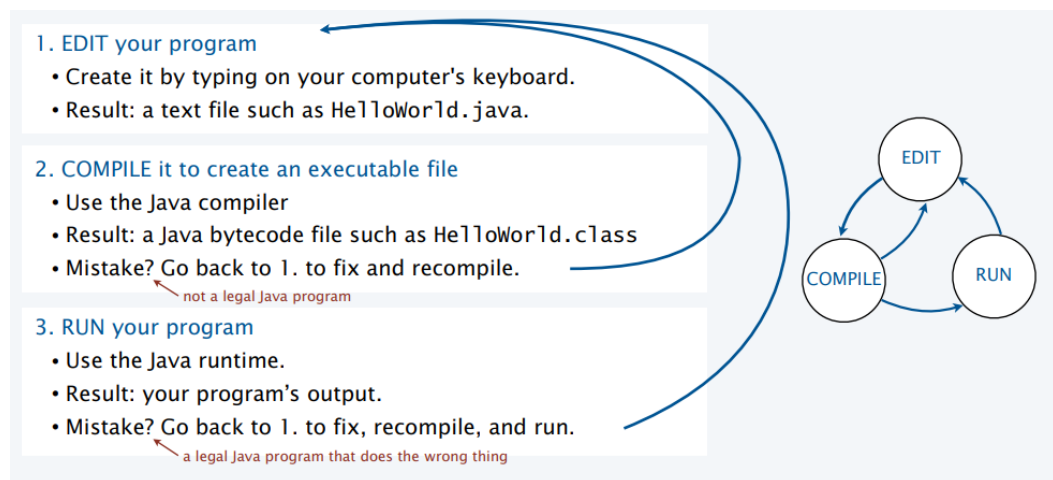 1. EDIT your program
• Create it by typing on your computer's keyboard.
• Result: a text file such as HelloWorld.java.
2. COMPILE it to create an executable file
• Use the Java compiler
• Result: a Java bytecode file such as HelloWorld.class
• Mistake? Go back to 1. to fix and recompile.
not a legal Java program
3. RUN your program
• Use the Java runtime.
• Result: your program’s output.
• Mistake? Go back to 1. to fix, recompile, and run.
a legal Java program that does the wrong thing
EDIT
COMPILE
RUN